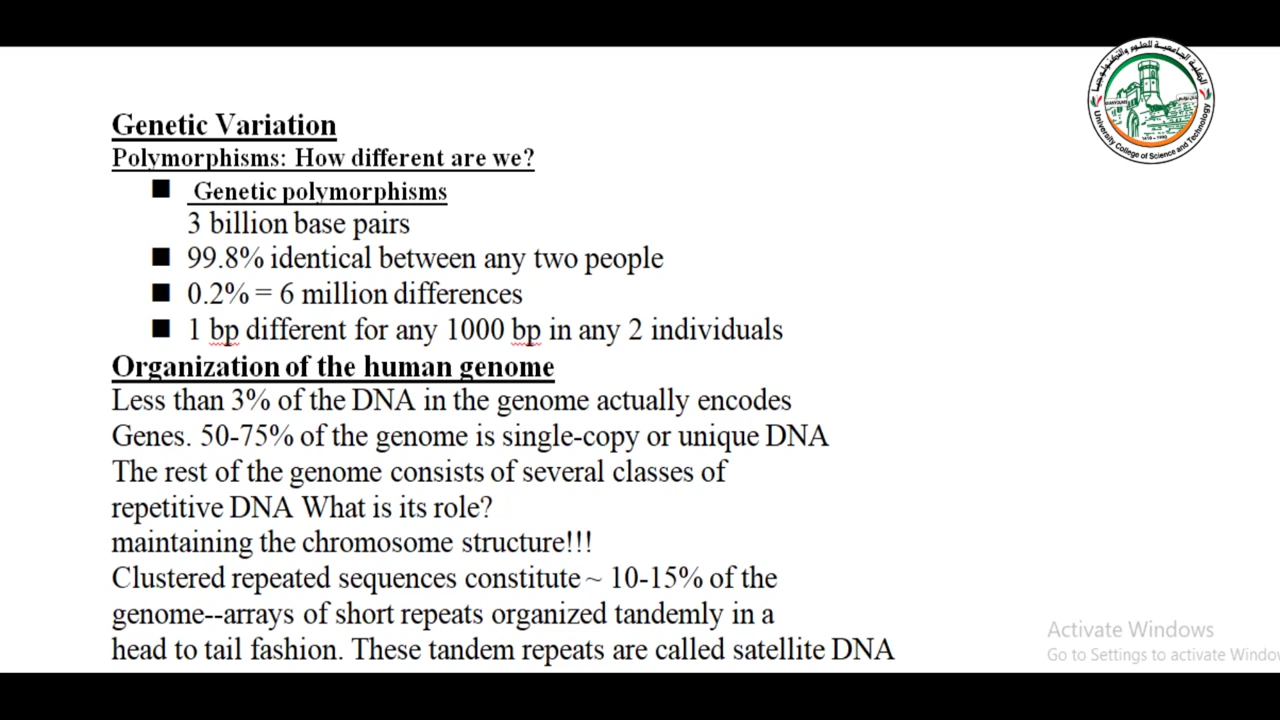 Genetic Variation
Polymorphisms: How different are we?
■ Genetic polymorphisms
3 billion base pairs
■ 99.8% identical between any two people
■ 0.2% = 6 million differences
■ 1 bp different for any 1000 bp in any 2 individuals
Organization of the human genome
Less than 3% of the DNA in the genome actually encodes
Genes. 50-75% of the genome is single-copy or unique DNA
The rest of the genome consists of several classes of
repetitive DNA What is its role?
maintaining the chromosome structure!!!
Clustered repeated sequences constitute ~ 10-15% of the
genome--arrays of short repeats organized tandemly in a
head to tail fashion. These tandem repeats are called satellite DNA
الكلية الجامعية للعلوم والتكنولوجيا
University College of Science and Technology
Activate Windows
Go to Settings to activate Windo